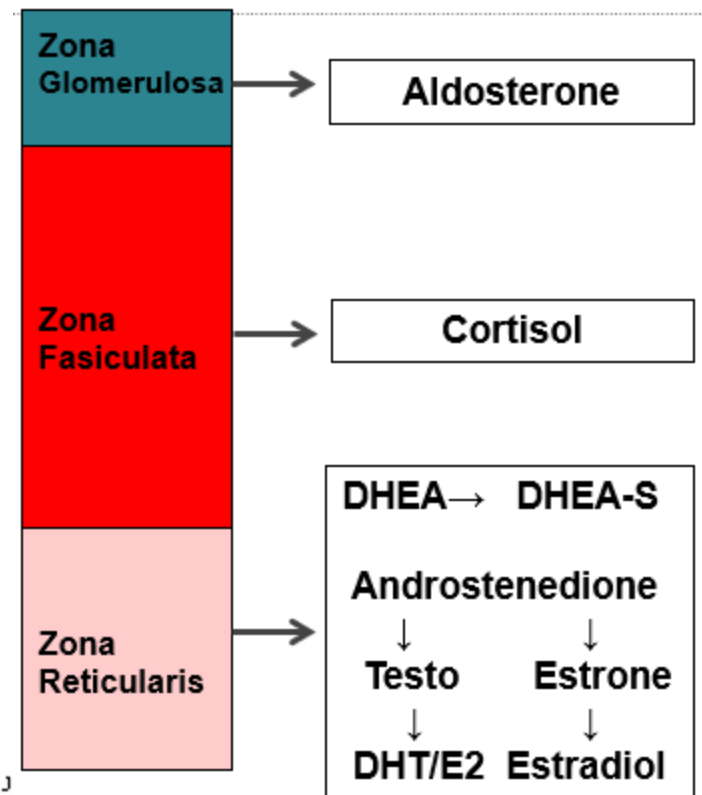 Zona
Glomerulosa
Aldosterone
Zona
Fasiculata
Cortisol
Zona
Reticularis
DHEA→ DHEA-S
Androstenedione
↓ ↓
Testo Estrone
↓ ↓
DHT/E2 Estradiol
J